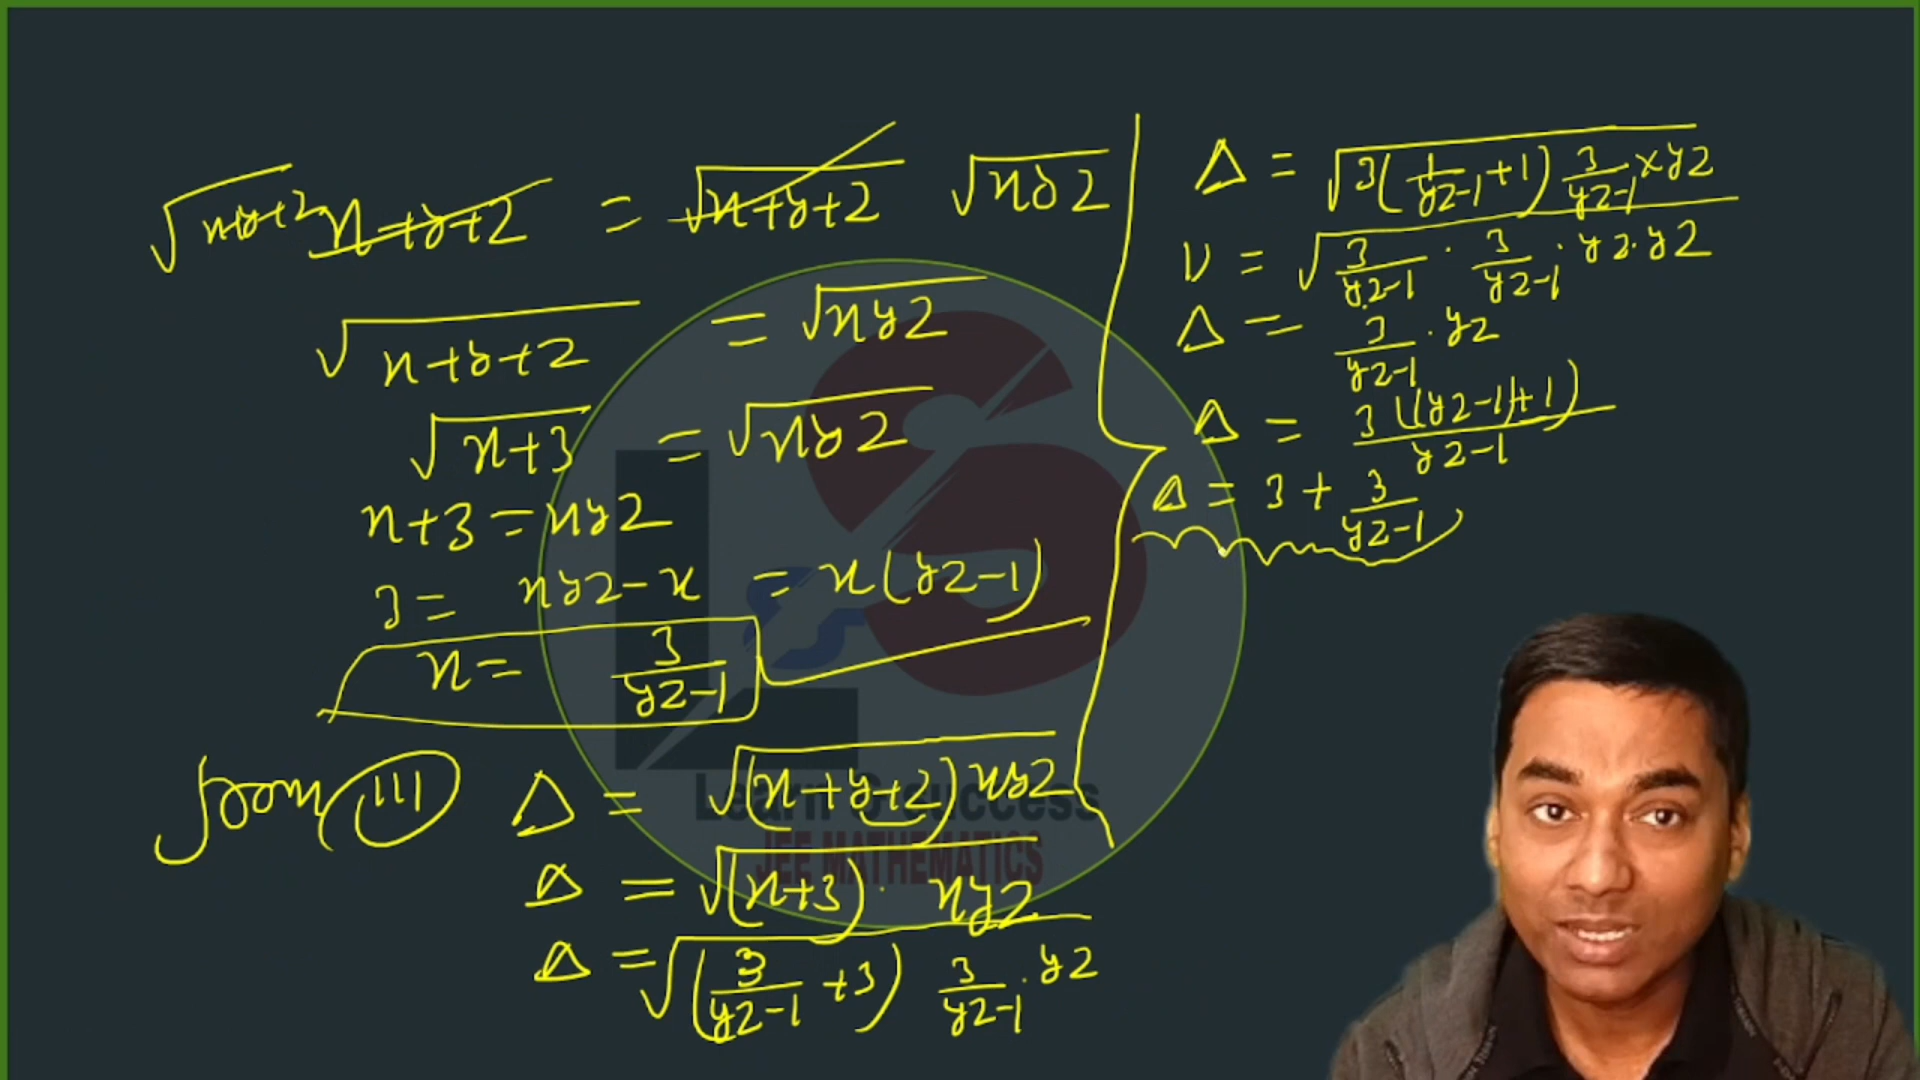 √x+y+z x+y+z = √x+y+z √xyz
√x+y+z = √xyz
√x+3 = √xyz
x+3 = xyz
3 = xyz-x = x(yz-1)
x = 3/yz-1
from (III) Δ = √(x+y+z)xyz
Δ = √(x+3)· xyz
Δ = √(3/yz-1 +3) 3/yz-1 · yz
Δ = √3(1/yz-1 +1) 3/yz-1 × yz
Δ = √3/yz-1 · 3/yz-1 · yz · yz
Δ = 3/yz-1 · yz
Δ = 3((yz-1)+1)/yz-1
Δ = 3 + 3/yz-1
LS
Learn & Success
JEE MATHEMATICS